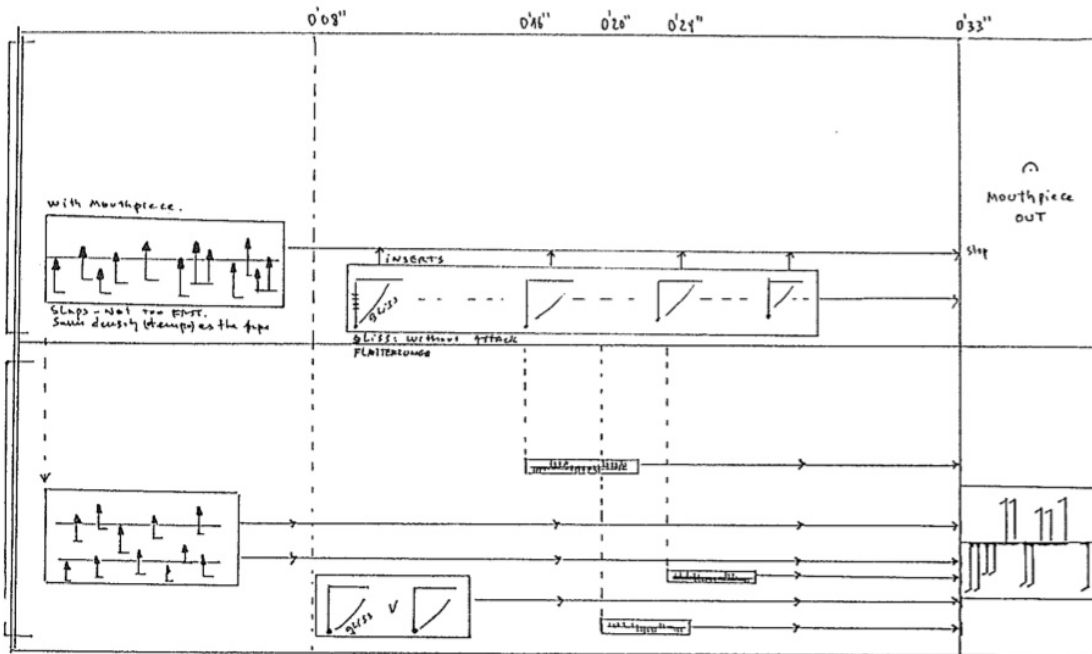 0'08" 0'16" 0'20" 0'24" 0'33"
with Mouthpiece.
Mouthpiece
OUT
INSERTS
Stop
gliss
SLAPS - NOT TOO FAST.
Same density (tempo) as the tape
GLISS: WITHOUT ATTACK
FLATTERZUNGE
gliss V